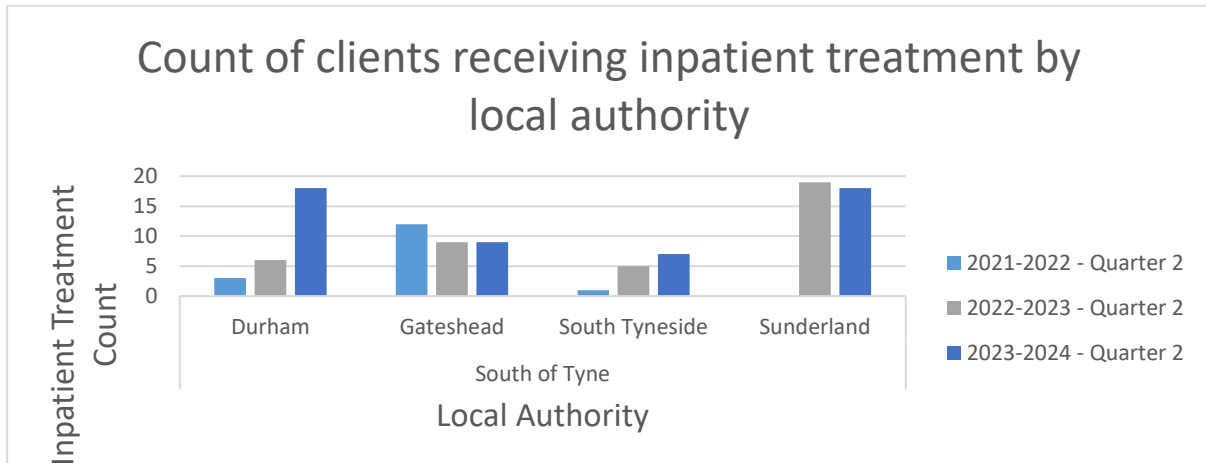 Count of clients receiving inpatient treatment by
local authority
Inpatient Treatment
Count
20
15
10
5
0
Durham Gateshead South Tyneside Sunderland
South of Tyne
Local Authority
2021-2022 - Quarter 2
2022-2023 - Quarter 2
2023-2024 - Quarter 2